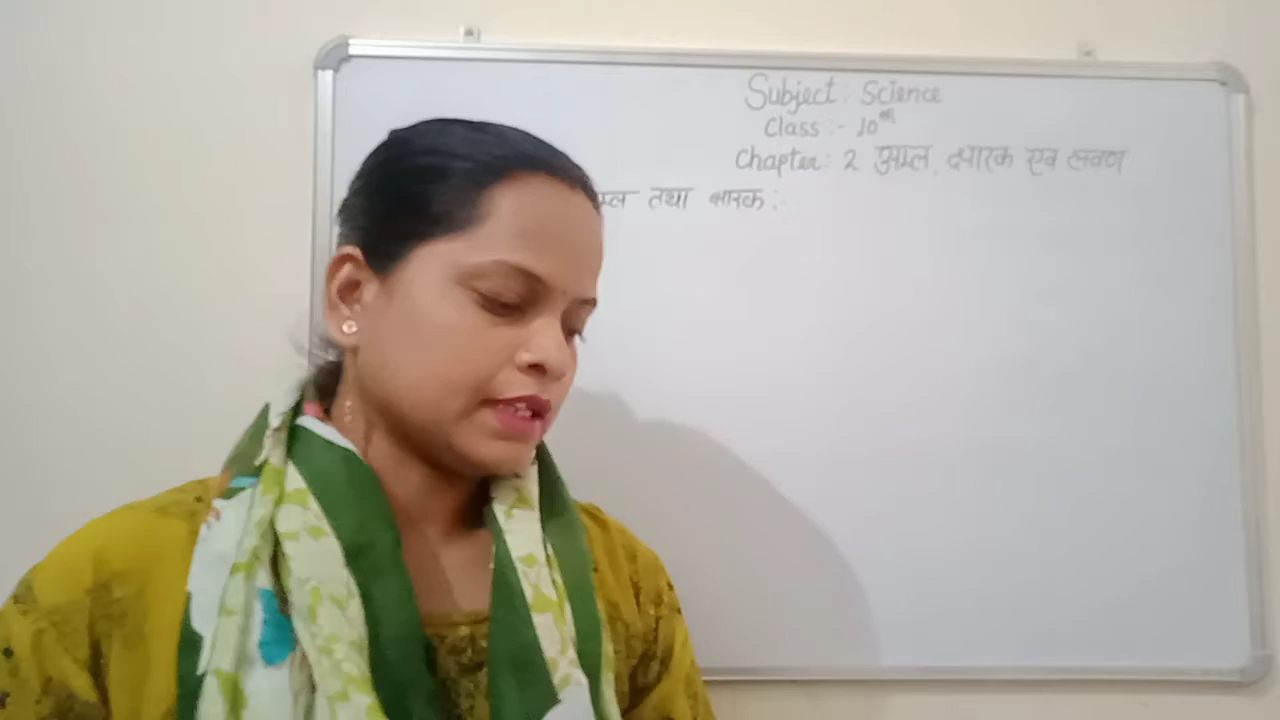 Subject: Science
Class :- 10th
Chapter: 2 अम्ल, क्षारक एव लवण
तथा क्षारक :-